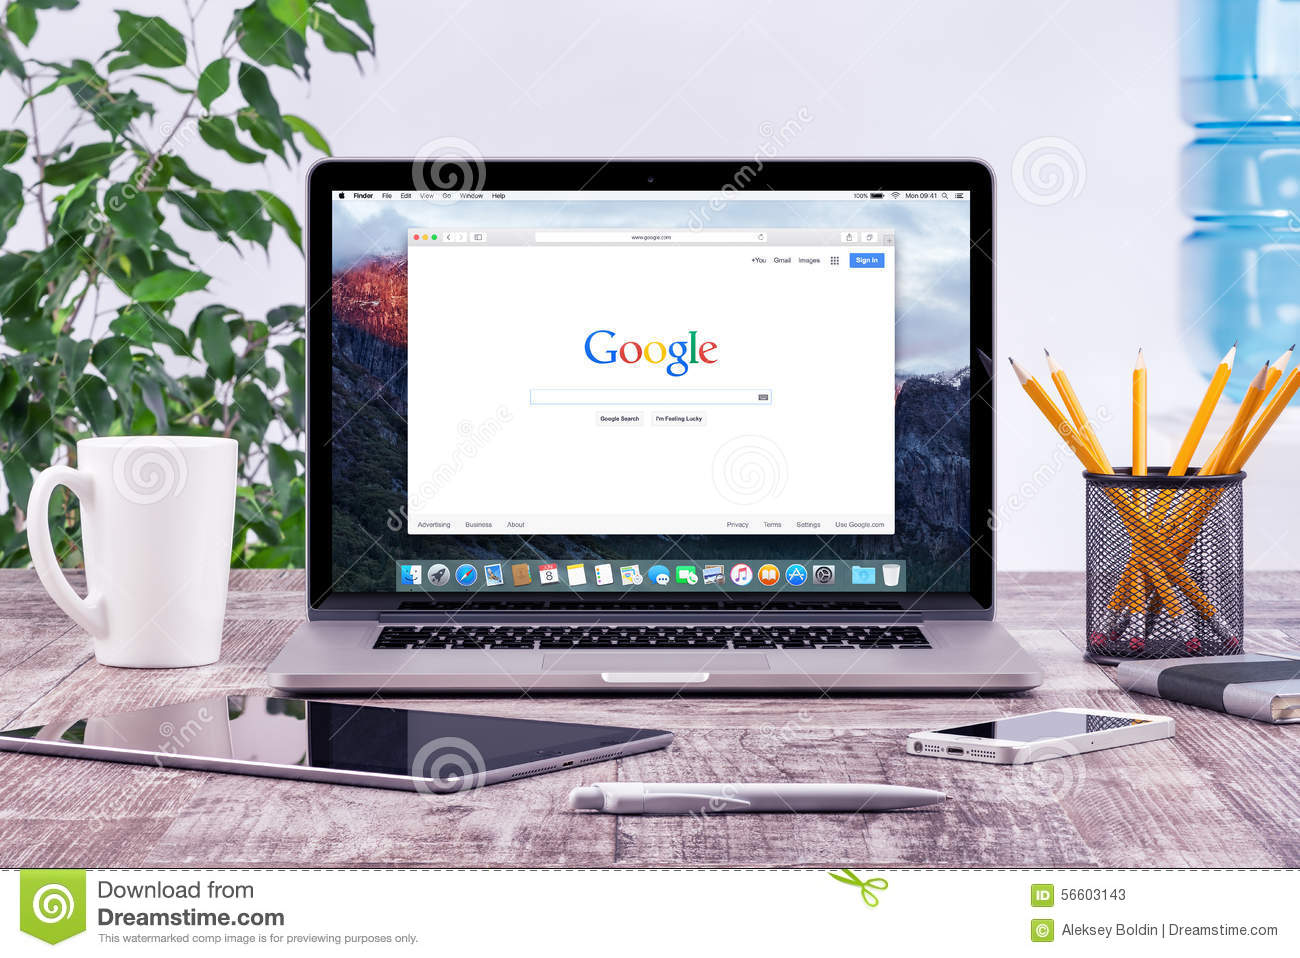 Finder File Edit View Go Window Help 100% Mon 09:41
www.google.com
+You Gmail Images Sign in
Google
Google Search I'm Feeling Lucky
Advertising Business About Privacy Terms Settings Use Google.com
8
dreamstime
Download from
Dreamstime.com
This watermarked comp image is for previewing purposes only.
ID 56603143
© Aleksey Boldin | Dreamstime.com